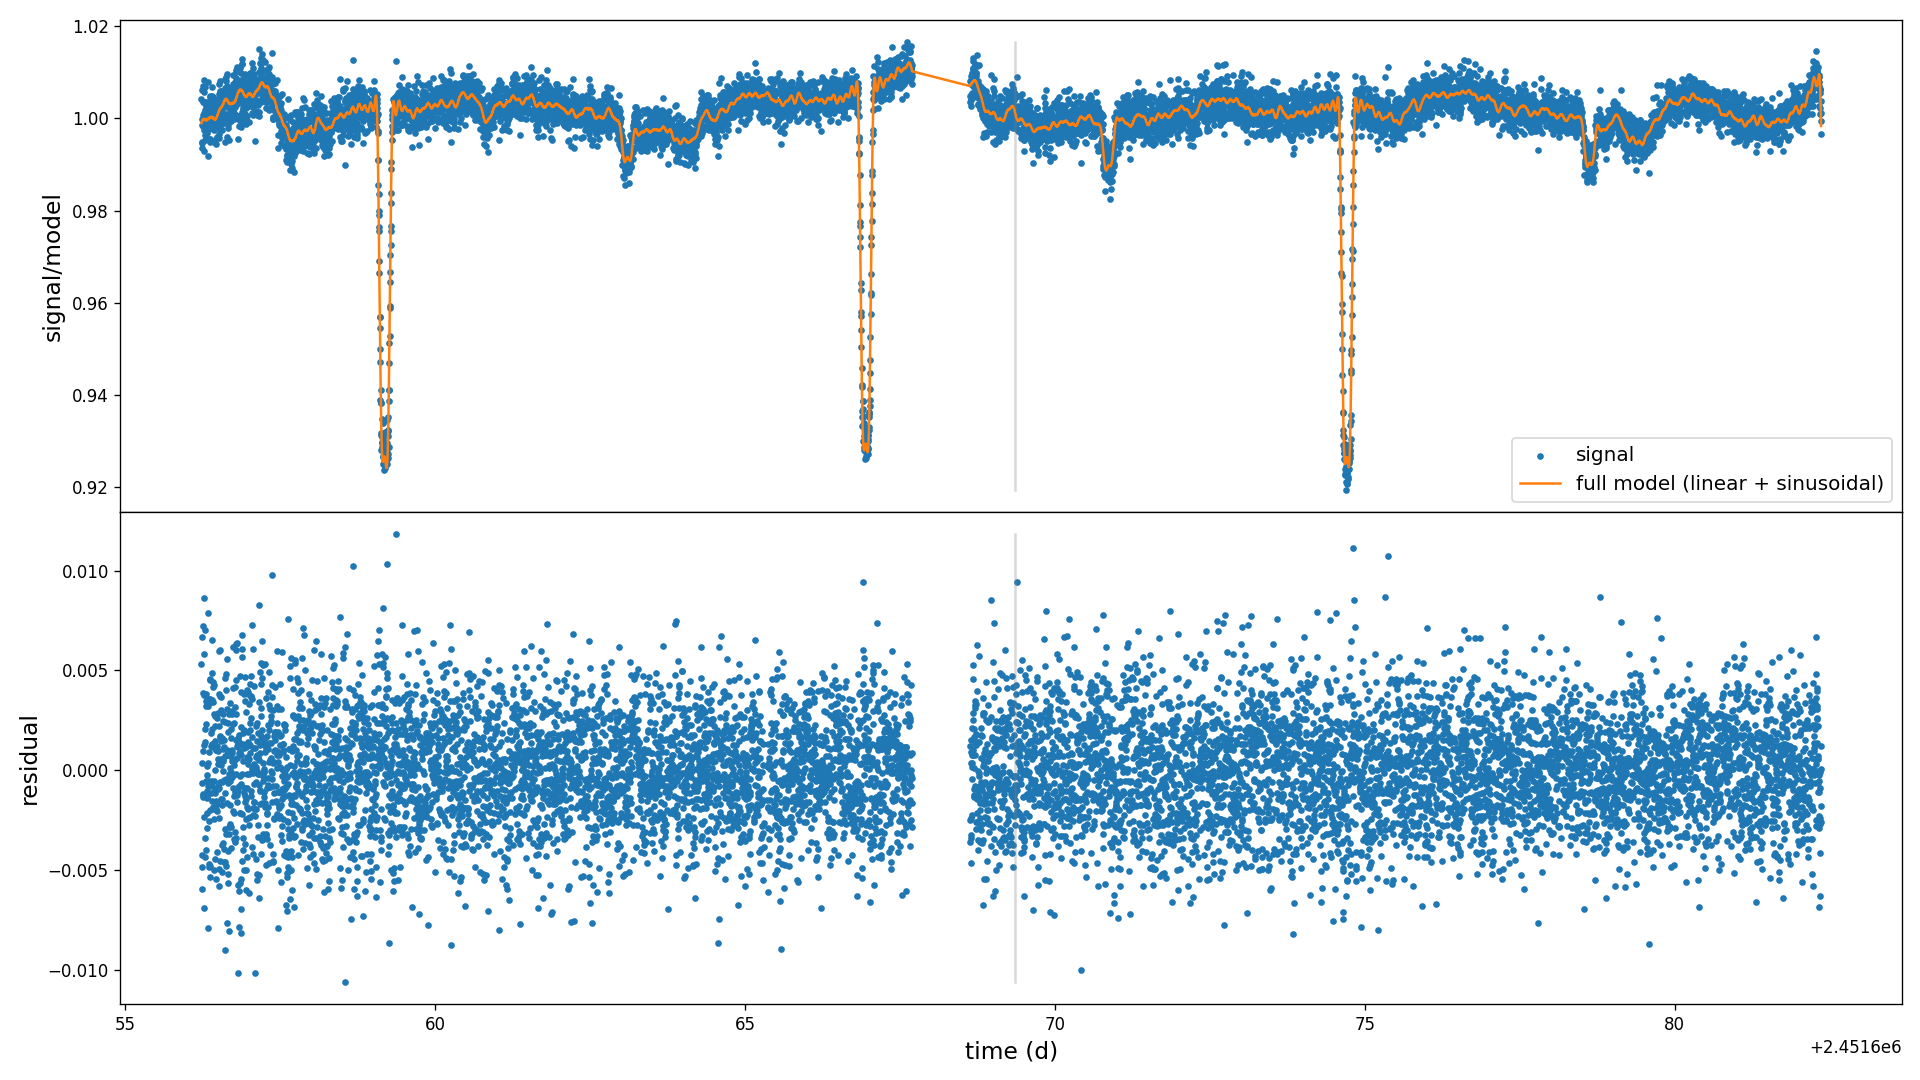 1.02
1.00
0.98
0.96
0.94
0.92
signal/model
signal
full model (linear + sinusoidal)
0.010
0.005
0.000
−0.005
−0.010
residual
55
60
65
70
75
80
time (d)
+2.4516e6